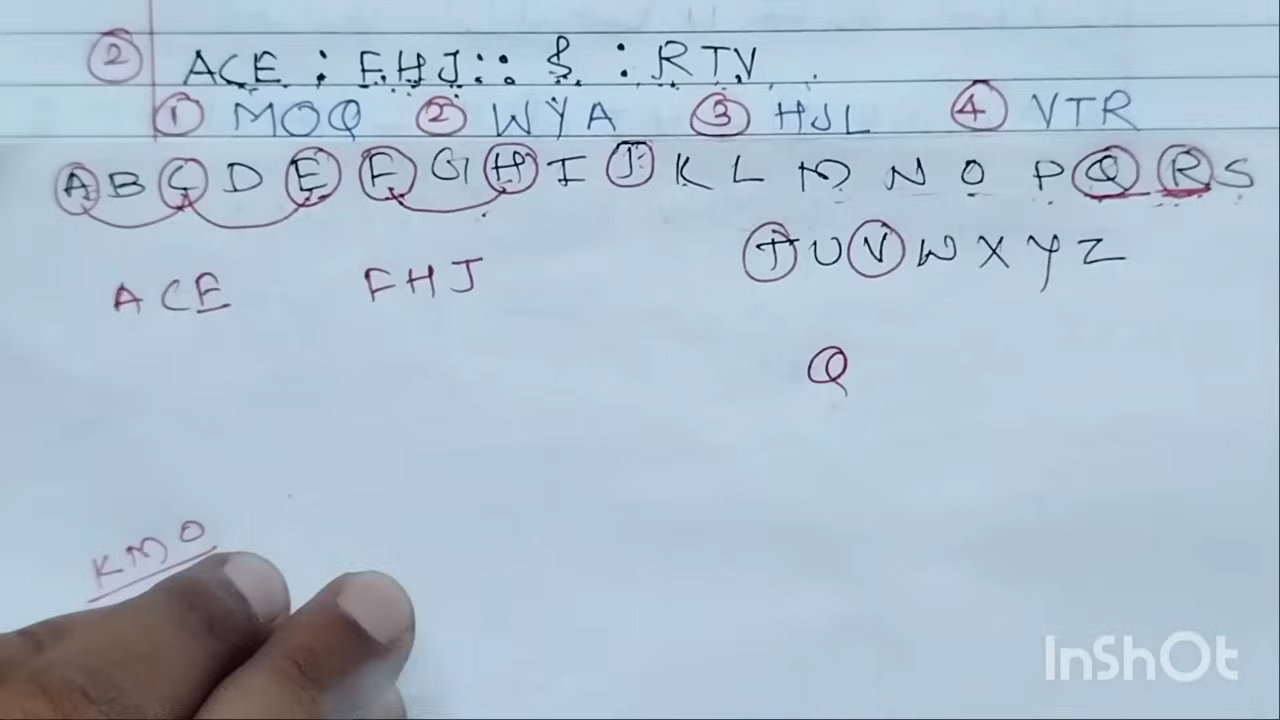 ② ACE : FHJ :: ? : RTV
① MOQ ② WYA ③ HJL ④ VTR
A B C D E F G H I J K L M N O P Q R S
T U V W X Y Z
ACE FHJ
Q
KMO
InShOt